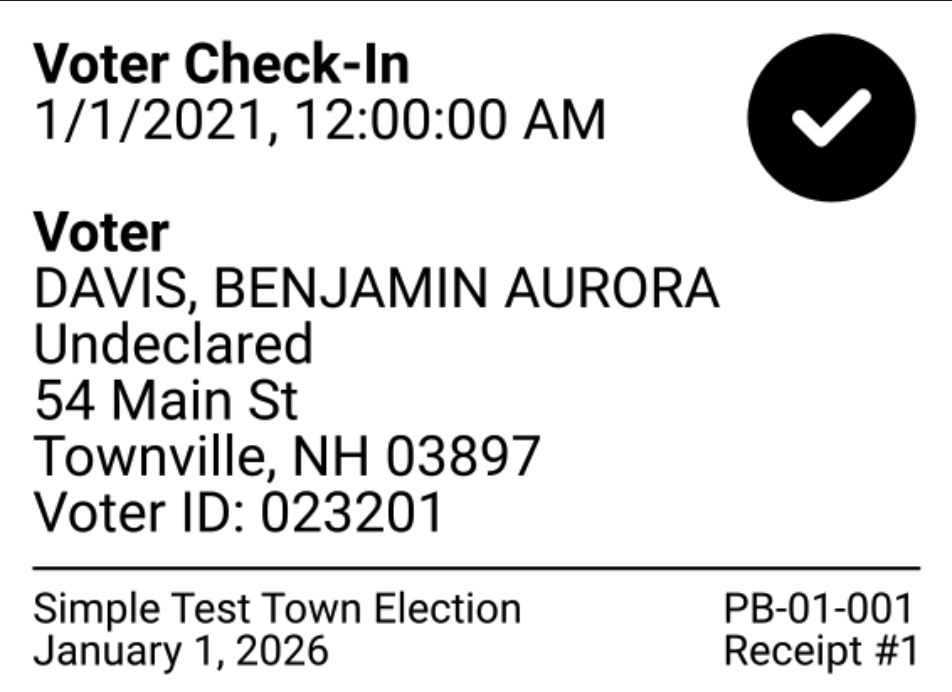 Voter Check-In
1/1/2021, 12:00:00 AM
Voter
DAVIS, BENJAMIN AURORA
Undeclared
54 Main St
Townville, NH 03897
Voter ID: 023201
Simple Test Town Election
January 1, 2026
PB-01-001
Receipt #1